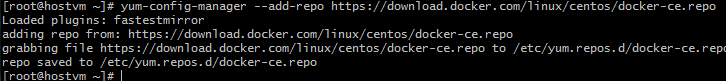 [root@hostvm ~]# yum-config-manager --add-repo https://download.docker.com/linux/centos/docker-ce.repo
Loaded plugins: fastestmirror
adding repo from: https://download.docker.com/linux/centos/docker-ce.repo
grabbing file https://download.docker.com/linux/centos/docker-ce.repo to /etc/yum.repos.d/docker-ce.repo
repo saved to /etc/yum.repos.d/docker-ce.repo
[root@hostvm ~]#